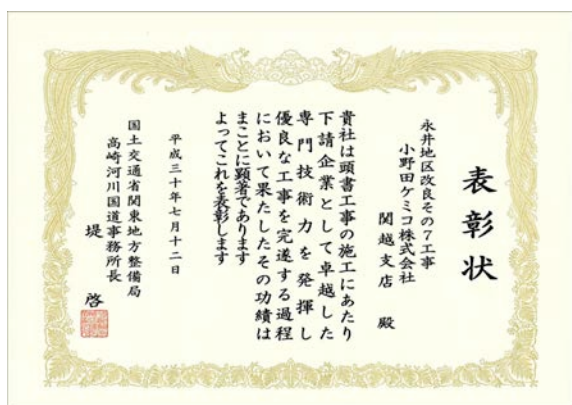 表彰状
永井地区改良その7工事
小野田ケミコ株式会社
関越支店 殿
貴社は頭書工事の施工にあたり
下請企業として卓越した
専門技術力を発揮し
優良な工事を完遂する過程
において果たしたその功績は
まことに顕著であります
よってこれを表彰します
平成三十年七月十二日
国土交通省関東地方整備局
高崎河川国道事務所長
堤 啓